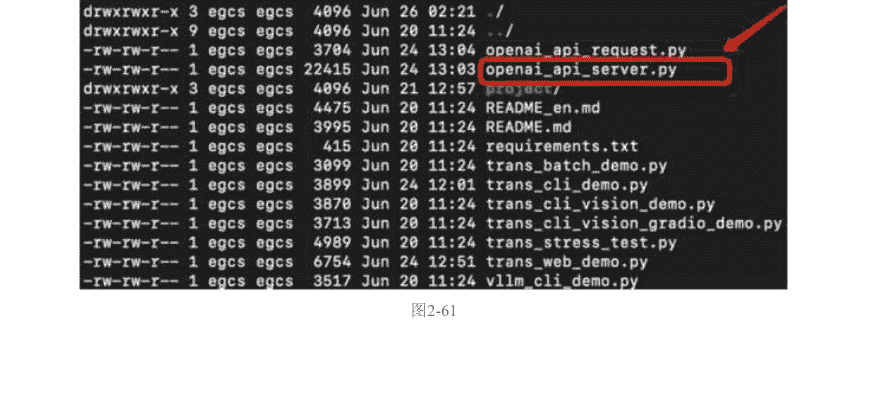 drwxrwxr-x 3 egcs egcs 4096 Jun 26 02:21 ./
drwxrwxr-x 9 egcs egcs 4096 Jun 20 11:24 ../
-rw-rw-r-- 1 egcs egcs 3704 Jun 24 13:04 openai_api_request.py
-rw-rw-r-- 1 egcs egcs 22415 Jun 24 13:03 openai_api_server.py
drwxrwxr-x 3 egcs egcs 4096 Jun 21 12:57 project/
-rw-rw-r-- 1 egcs egcs 4475 Jun 20 11:24 README_en.md
-rw-rw-r-- 1 egcs egcs 3995 Jun 20 11:24 README.md
-rw-rw-r-- 1 egcs egcs 415 Jun 20 11:24 requirements.txt
-rw-rw-r-- 1 egcs egcs 3099 Jun 20 11:24 trans_batch_demo.py
-rw-rw-r-- 1 egcs egcs 3899 Jun 24 12:01 trans_cli_demo.py
-rw-rw-r-- 1 egcs egcs 3870 Jun 20 11:24 trans_cli_vision_demo.py
-rw-rw-r-- 1 egcs egcs 3713 Jun 20 11:24 trans_cli_vision_gradio_demo.py
-rw-rw-r-- 1 egcs egcs 4989 Jun 20 11:24 trans_stress_test.py
-rw-rw-r-- 1 egcs egcs 6754 Jun 24 12:51 trans_web_demo.py
-rw-rw-r-- 1 egcs egcs 3517 Jun 20 11:24 vllm_cli_demo.py
图2-61